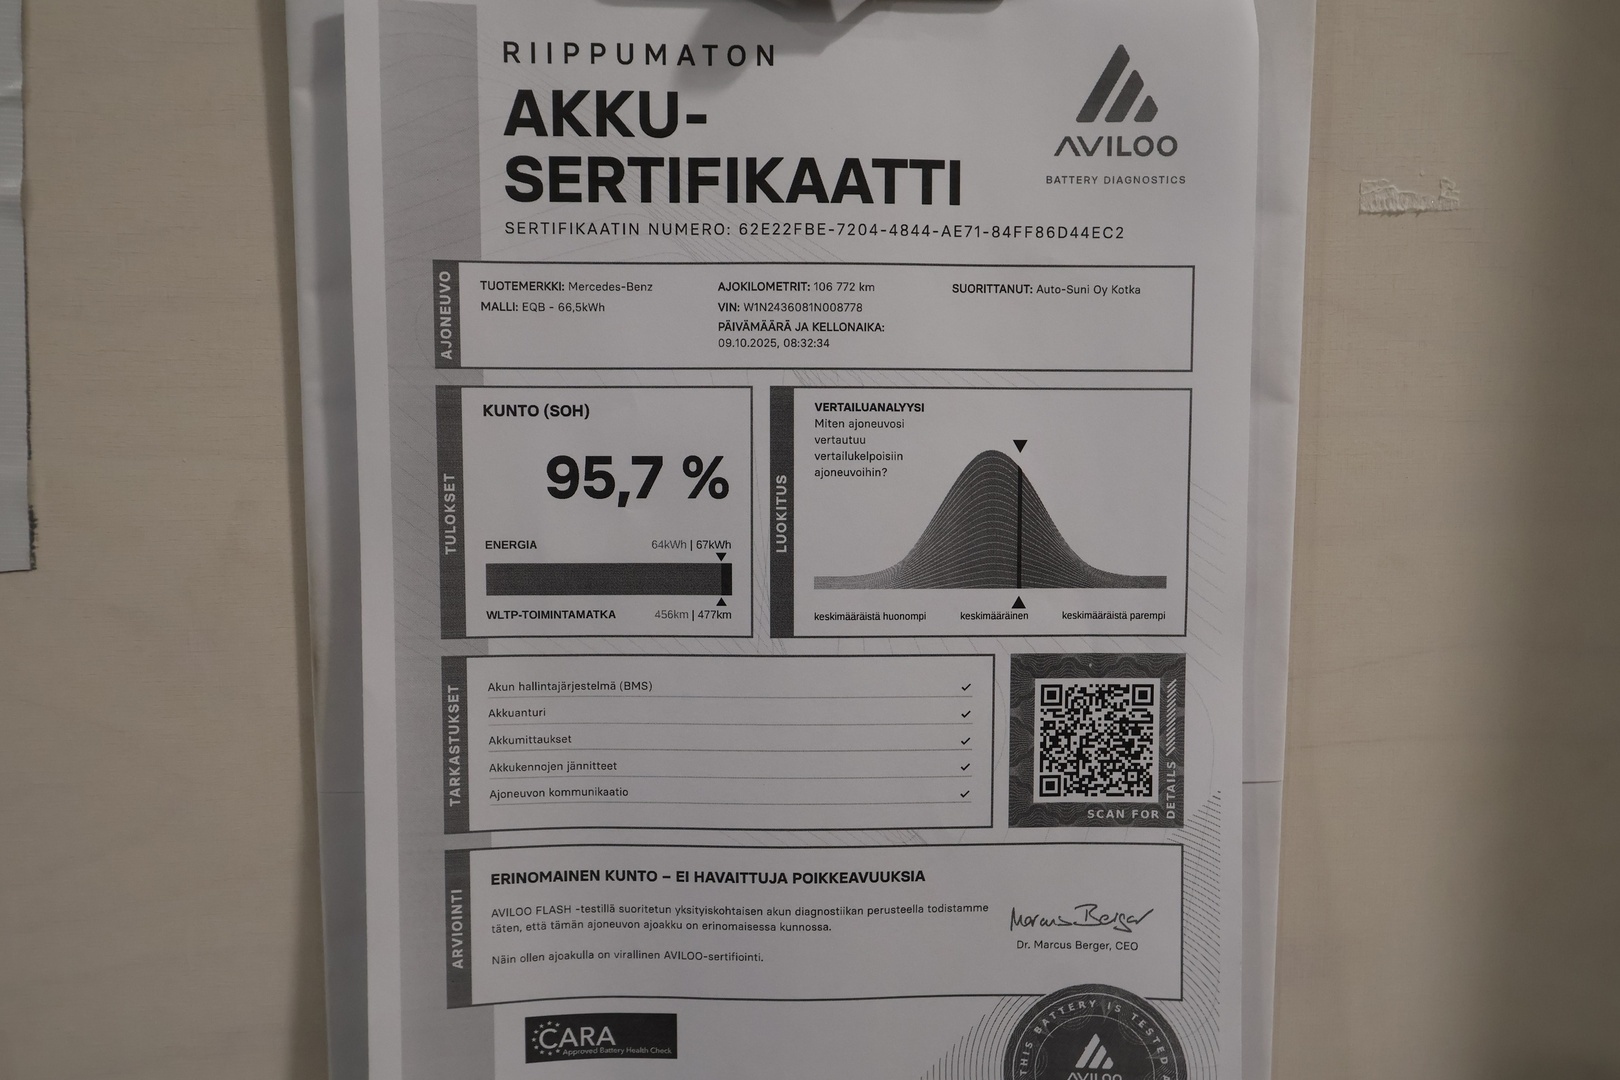 RIIPPUMATON
AKKU-
SERTIFIKAATTI
AVILOO
BATTERY DIAGNOSTICS
SERTIFIKAATIN NUMERO: 62E22FBE-7204-4844-AE71-84FF86D44EC2
AJONEUVO
TUOTEMERKKI: Mercedes-Benz
MALLI: EQB - 66,5kWh
AJOKILOMETRIT: 106 772 km
VIN: W1N2436081N008778
PÄIVÄMÄÄRÄ JA KELLONAIKA:
09.10.2025, 08:32:34
SUORITTANUT: Auto-Suni Oy Kotka
TULOKSET
KUNTO (SOH)
95,7 %
ENERGIA 64kWh | 67kWh
WLTP-TOIMINTAMATKA 456km | 477km
LUOKITUS
VERTAILUANALYYSI
Miten ajoneuvosi
vertautuu
vertailukelpoisiin
ajoneuvoihin?
keskimääräistä huonompi keskimääräinen keskimääräistä parempi
TARKASTUKSET
Akun hallintajärjestelmä (BMS)
Akkuanturi
Akkumittaukset
Akkukennojen jännitteet
Ajoneuvon kommunikaatio
SCAN FOR DETAILS
ARVIOINTI
ERINOMAINEN KUNTO – EI HAVAITTUJA POIKKEAVUUKSIA
AVILOO FLASH -testillä suoritetun yksityiskohtaisen akun diagnostiikan perusteella todistamme
täten, että tämän ajoneuvon ajoakku on erinomaisessa kunnossa.
Näin ollen ajoakulla on virallinen AVILOO-sertifiointi.
Marcus Berger
Dr. Marcus Berger, CEO
CARA
Approved Battery Health Check
THIS BATTERY IS TESTED
AVILOO